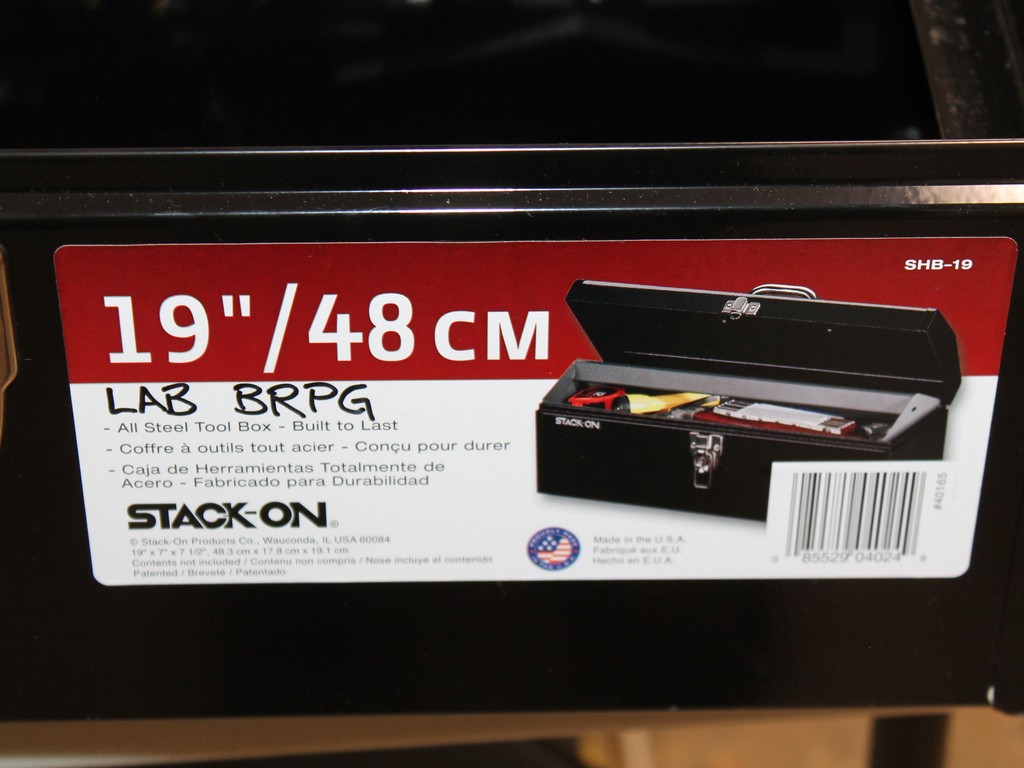 SHB-19
19"/48CM
LAB BRPG
- All Steel Tool Box - Built to Last
- Coffre à outils tout acier - Conçu pour durer
- Caja de Herramientas Totalmente de
Acero - Fabricado para Durabilidad
STACK-ON®
© Stack-On Products Co., Wauconda, IL USA 60084
19" x 7" x 7 1/2", 48.3 cm x 17.8 cm x 19.1 cm
Contents not included / Contenu non compris / Nose incluye el contenido
Patented / Breveté / Patentado
STACK-ON
Made in the U.S.A.
Fabriqué aux E.U.
Hecho en E.U.A.
#40165
0 85529 04024